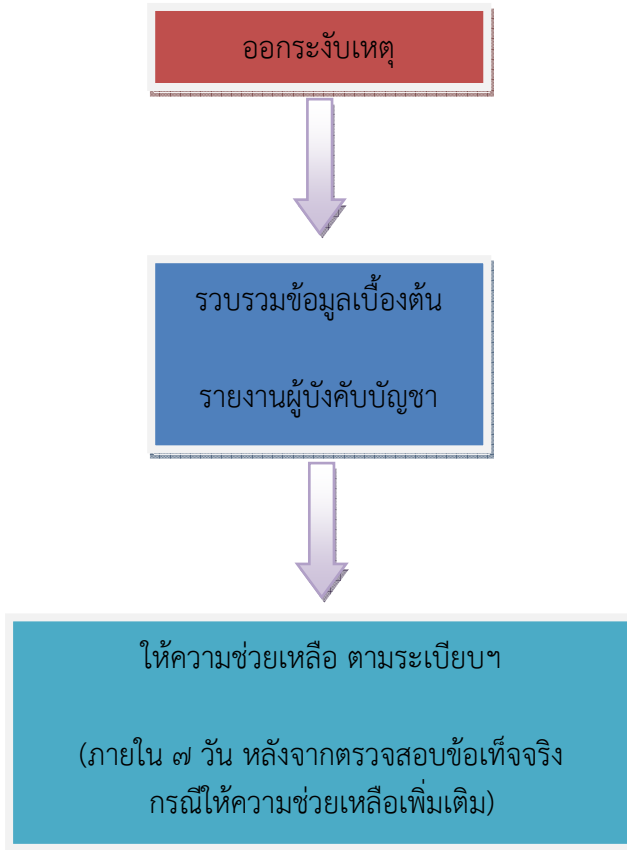 ออกระงับเหตุ
รวบรวมข้อมูลเบื้องต้น
รายงานผู้บังคับบัญชา
ให้ความช่วยเหลือ ตามระเบียบฯ
(ภายใน ๗ วัน หลังจากตรวจสอบข้อเท็จจริง
กรณีให้ความช่วยเหลือเพิ่มเติม)